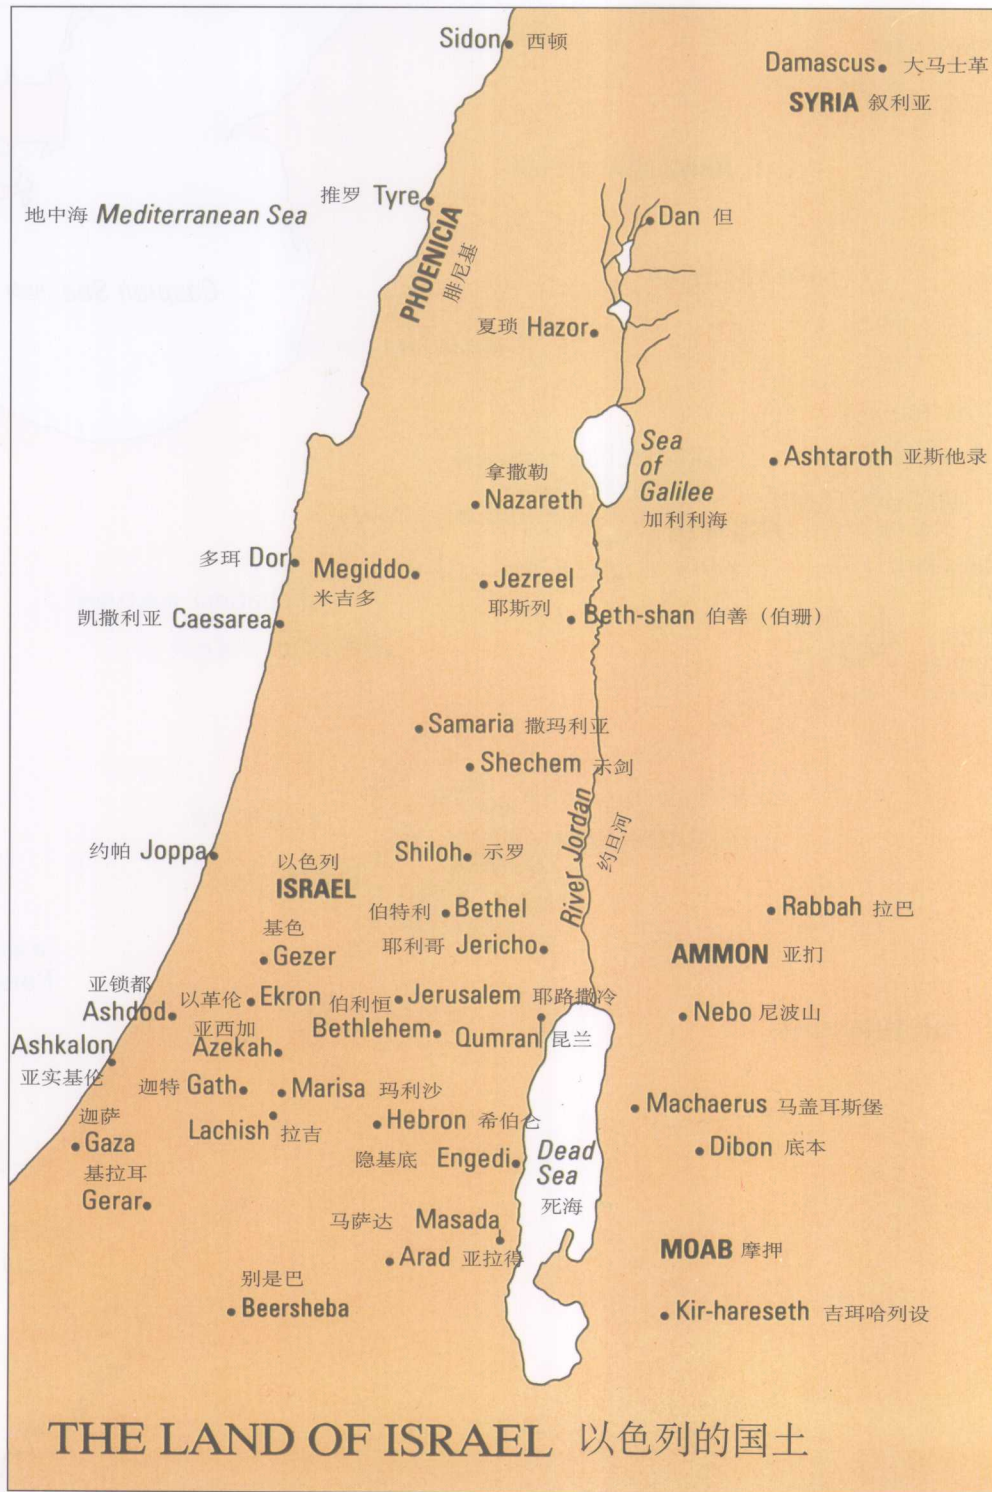 Sidon 西顿
Damascus 大马士革
SYRIA 叙利亚
推罗 Tyre
地中海 Mediterranean Sea
Dan 但
PHOENICIA
腓尼基
夏琐 Hazor
Sea
of
Galilee
加利利海
Ashtaroth 亚斯他录
拿撒勒
Nazareth
多珥 Dor
Megiddo
米吉多
Jezreel
耶斯列
凯撒利亚 Caesarea
Beth-shan 伯善（伯珊）
Samaria 撒玛利亚
Shechem 示剑
River Jordan
约旦河
约帕 Joppa
以色列
ISRAEL
Shiloh 示罗
伯特利 Bethel
Rabbah 拉巴
基色
Gezer
耶利哥 Jericho
AMMON 亚扪
亚锁都
Ashdod
以革伦 Ekron
伯利恒
Bethlehem
Jerusalem 耶路撒冷
Qumran 昆兰
Nebo 尼波山
Ashkalon
亚实基伦
亚西加
Azekah
迦特 Gath
Marisa 玛利沙
Machaerus 马盖耳斯堡
迦萨
Gaza
Lachish 拉吉
Hebron 希伯仑
Dibon 底本
基拉耳
Gerar
隐基底 Engedi
Dead
Sea
死海
马萨达 Masada
Arad 亚拉得
MOAB 摩押
别是巴
Beersheba
Kir-hareseth 吉珥哈列设
THE LAND OF ISRAEL 以色列的国土